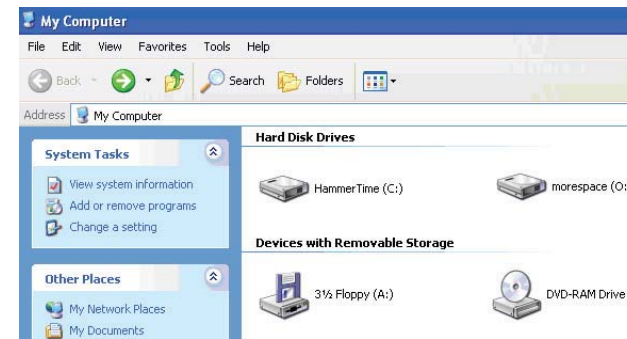 My Computer
File Edit View Favorites Tools Help
Back Search Folders
Address My Computer
System Tasks
View system information
Add or remove programs
Change a setting
Other Places
My Network Places
My Documents
Hard Disk Drives
HammerTime (C:) morespace (O:
Devices with Removable Storage
3½ Floppy (A:) DVD-RAM Drive